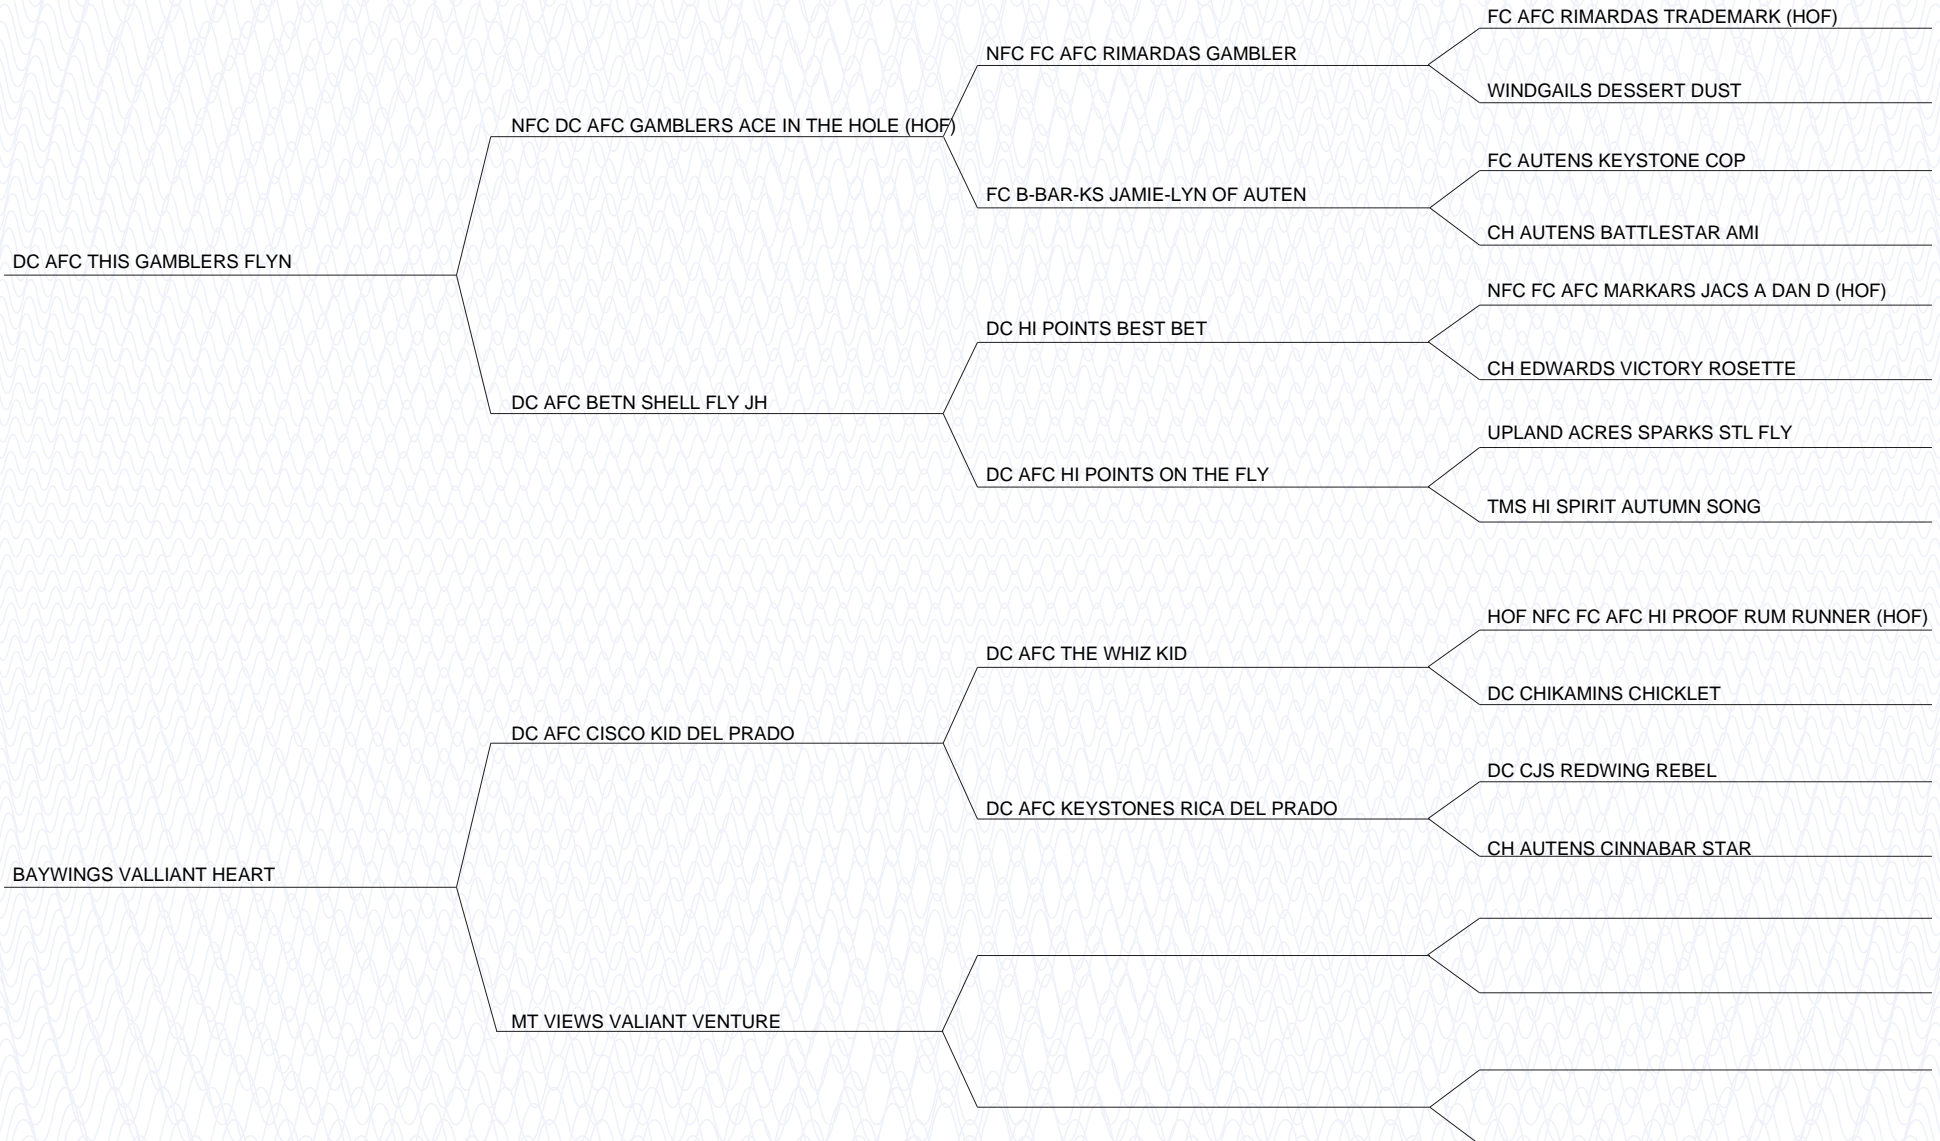 FC AFC RIMARDAS TRADEMARK (HOF)
NFC FC AFC RIMARDAS GAMBLER
WINDGAILS DESSERT DUST
NFC DC AFC GAMBLERS ACE IN THE HOLE (HOF)
FC AUTENS KEYSTONE COP
FC B-BAR-KS JAMIE-LYN OF AUTEN
CH AUTENS BATTLESTAR AMI
DC AFC THIS GAMBLERS FLYN
NFC FC AFC MARKARS JACS A DAN D (HOF)
DC HI POINTS BEST BET
CH EDWARDS VICTORY ROSETTE
DC AFC BETN SHELL FLY JH
UPLAND ACRES SPARKS STL FLY
DC AFC HI POINTS ON THE FLY
TMS HI SPIRIT AUTUMN SONG
HOF NFC FC AFC HI PROOF RUM RUNNER (HOF)
DC AFC THE WHIZ KID
DC CHIKAMINS CHICKLET
DC AFC CISCO KID DEL PRADO
DC CJS REDWING REBEL
DC AFC KEYSTONES RICA DEL PRADO
CH AUTENS CINNABAR STAR
BAYWINGS VALLIANT HEART
MT VIEWS VALIANT VENTURE